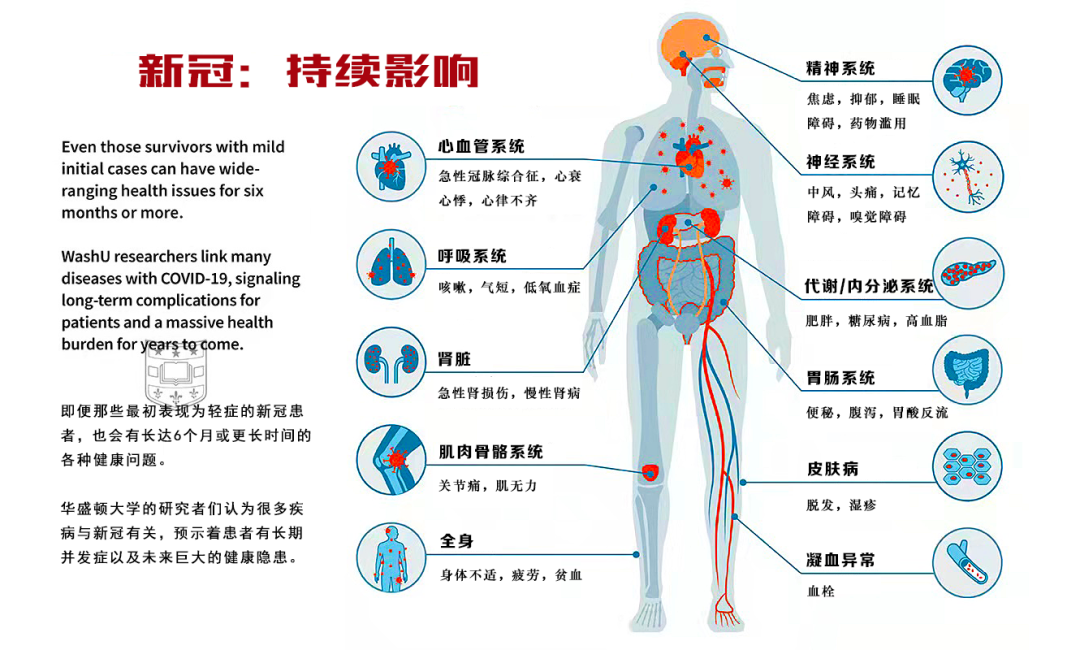 新冠：持续影响
Even those survivors with mild
initial cases can have wide-
ranging health issues for six
months or more.
WashU researchers link many
diseases with COVID-19, signaling
long-term complications for
patients and a massive health
burden for years to come.
即便那些最初表现为轻症的新冠患
者，也会有长达6个月或更长时间的
各种健康问题。
华盛顿大学的研究者们认为很多疾
病与新冠有关，预示着患者有长期
并发症以及未来巨大的健康隐患。
心血管系统
急性冠脉综合征，心衰
心悸，心律不齐
呼吸系统
咳嗽，气短，低氧血症
肾脏
急性肾损伤，慢性肾病
肌肉骨骼系统
关节痛，肌无力
全身
身体不适，疲劳，贫血
精神系统
焦虑，抑郁，睡眠
障碍，药物滥用
神经系统
中风，头痛，记忆
障碍，嗅觉障碍
代谢/内分泌系统
肥胖，糖尿病，高血脂
胃肠系统
便秘，腹泻，胃酸反流
皮肤病
脱发，湿疹
凝血异常
血栓